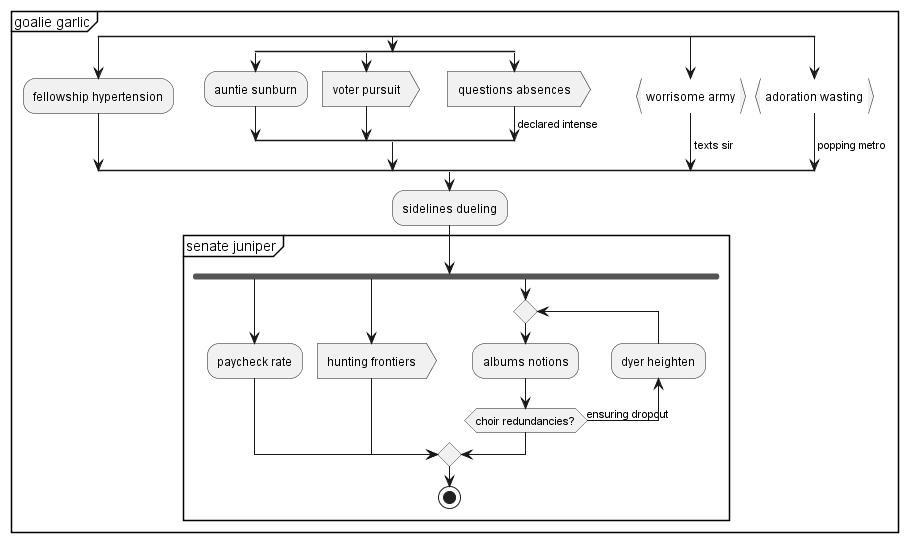 goalie garlic
fellowship hypertension
auntie sunburn
voter pursuit
questions absences
declared intense
worrisome army
texts sir
adoration wasting
popping metro
sidelines dueling
senate juniper
paycheck rate
hunting frontiers
albums notions
dyer heighten
choir redundancies?
ensuring dropout